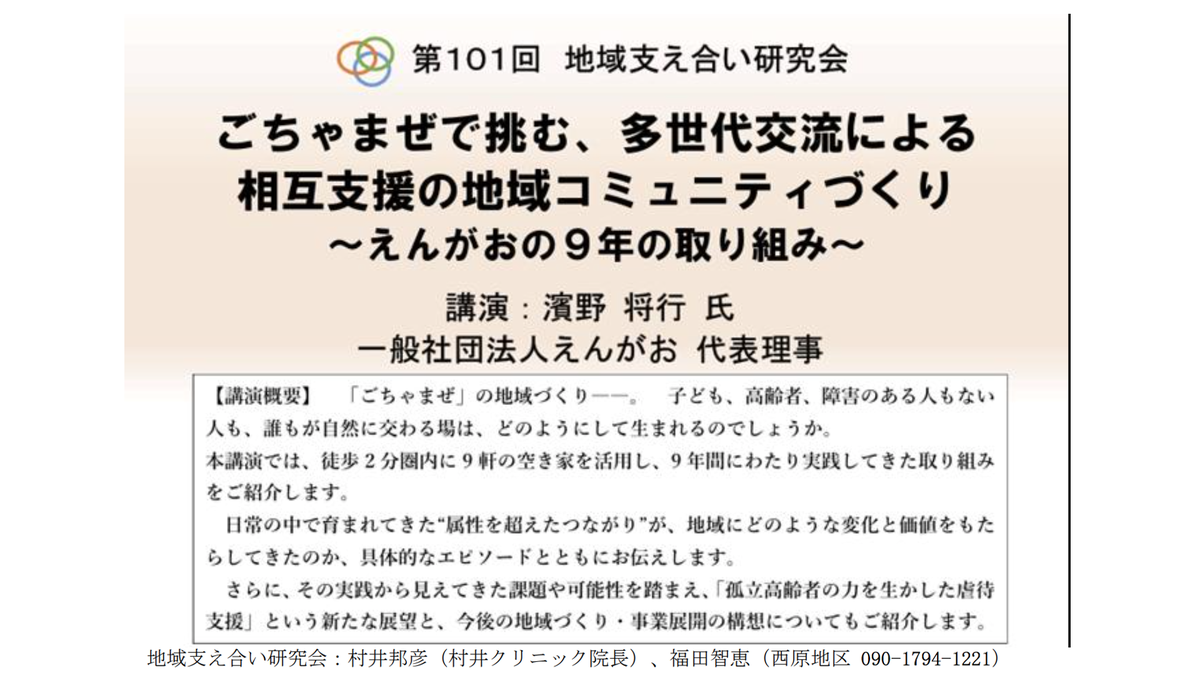 第101回 地域支え合い研究会
ごちゃまぜで挑む、多世代交流による
相互支援の地域コミュニティづくり
～えんがおの９年の取り組み～
講演：濱野 将行 氏
一般社団法人えんがお 代表理事
【講演概要】 「ごちゃまぜ」の地域づくり――。 子ども、高齢者、障害のある人もない
人も、誰もが自然に交わる場は、どのようにして生まれるのでしょうか。
本講演では、徒歩２分圏内に９軒の空き家を活用し、９年間にわたり実践してきた取り組み
をご紹介します。
日常の中で育まれてきた“属性を超えたつながり”が、地域にどのような変化と価値をもた
らしてきたのか、具体的なエピソードとともにお伝えします。
さらに、その実践から見えてきた課題や可能性を踏まえ、「孤立高齢者の力を生かした虐待
支援」という新たな展望と、今後の地域づくり・事業展開の構想についてもご紹介します。
地域支え合い研究会：村井邦彦（村井クリニック院長）、福田智恵（西原地区 090-1794-1221）